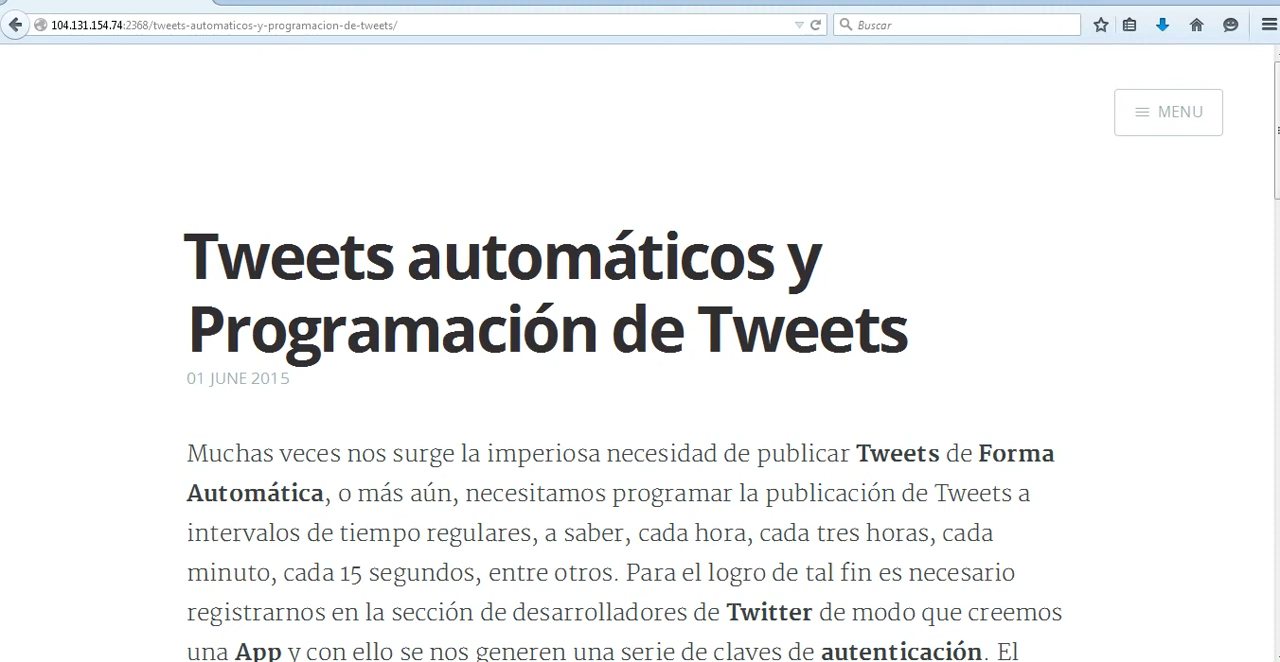 104.131.154.74:2368/tweets-automaticos-y-programacion-de-tweets/
Buscar
MENU
Tweets automáticos y
Programación de Tweets
01 JUNE 2015
Muchas veces nos surge la imperiosa necesidad de publicar Tweets de Forma
Automática, o más aún, necesitamos programar la publicación de Tweets a
intervalos de tiempo regulares, a saber, cada hora, cada tres horas, cada
minuto, cada 15 segundos, entre otros. Para el logro de tal fin es necesario
registrarnos en la sección de desarrolladores de Twitter de modo que creemos
una App y con ello se nos generen una serie de claves de autenticación. El